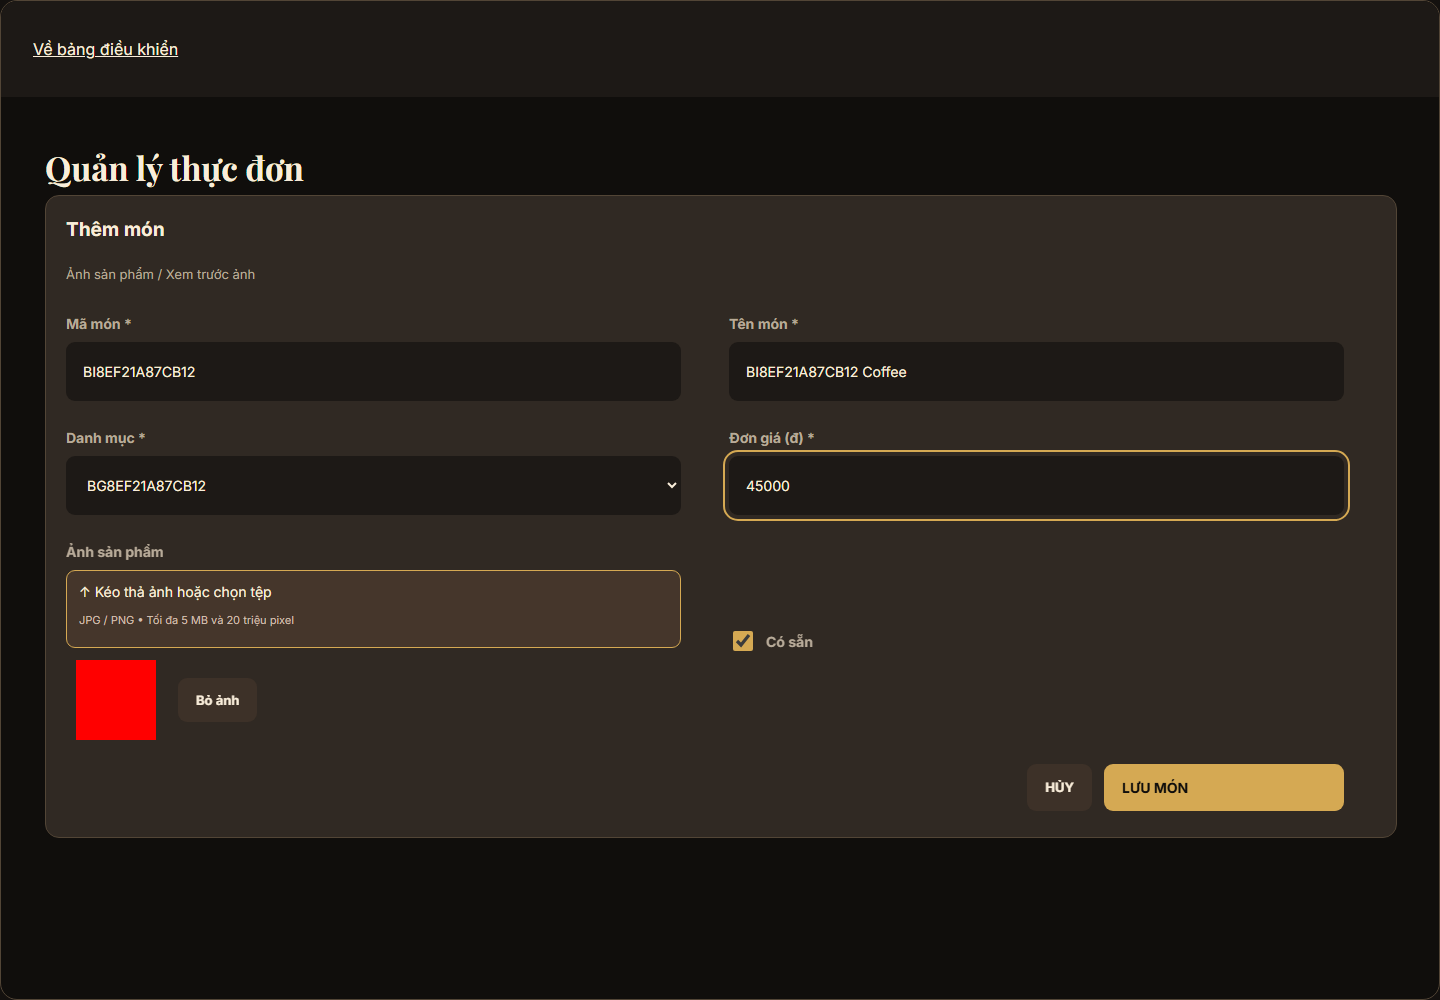 Về bảng điều khiển
Quản lý thực đơn
Thêm món
Ảnh sản phẩm / Xem trước ảnh
Mã món *
BI8EF21A87CB12
Tên món *
BI8EF21A87CB12 Coffee
Danh mục *
BG8EF21A87CB12
Đơn giá (đ) *
45000
Ảnh sản phẩm
↑ Kéo thả ảnh hoặc chọn tệp
JPG / PNG • Tối đa 5 MB và 20 triệu pixel
Có sẵn
Bỏ ảnh
HỦY
LƯU MÓN